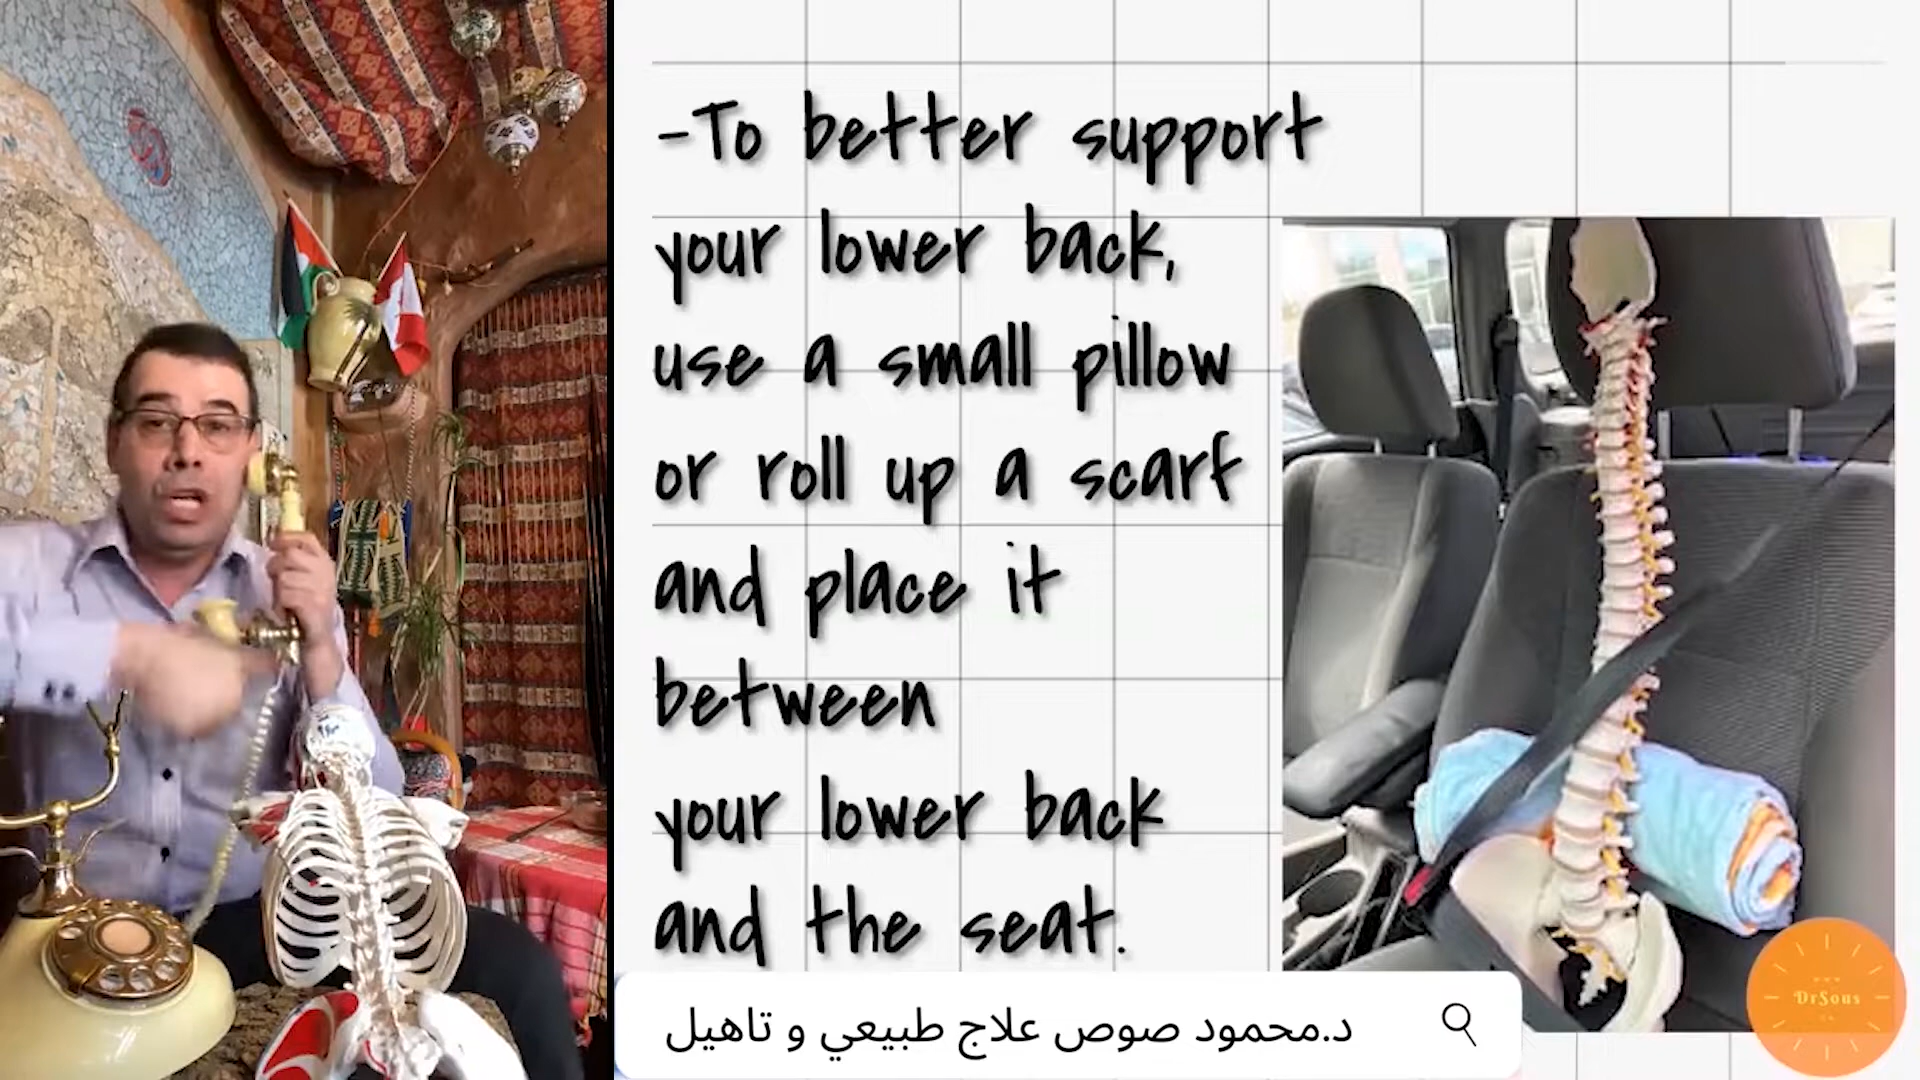 -To better support
your lower back,
use a small pillow
or roll up a scarf
and place it
between
your lower back
and the seat.
د.محمود صوص علاج طبيعي و تاهيل
DrSous